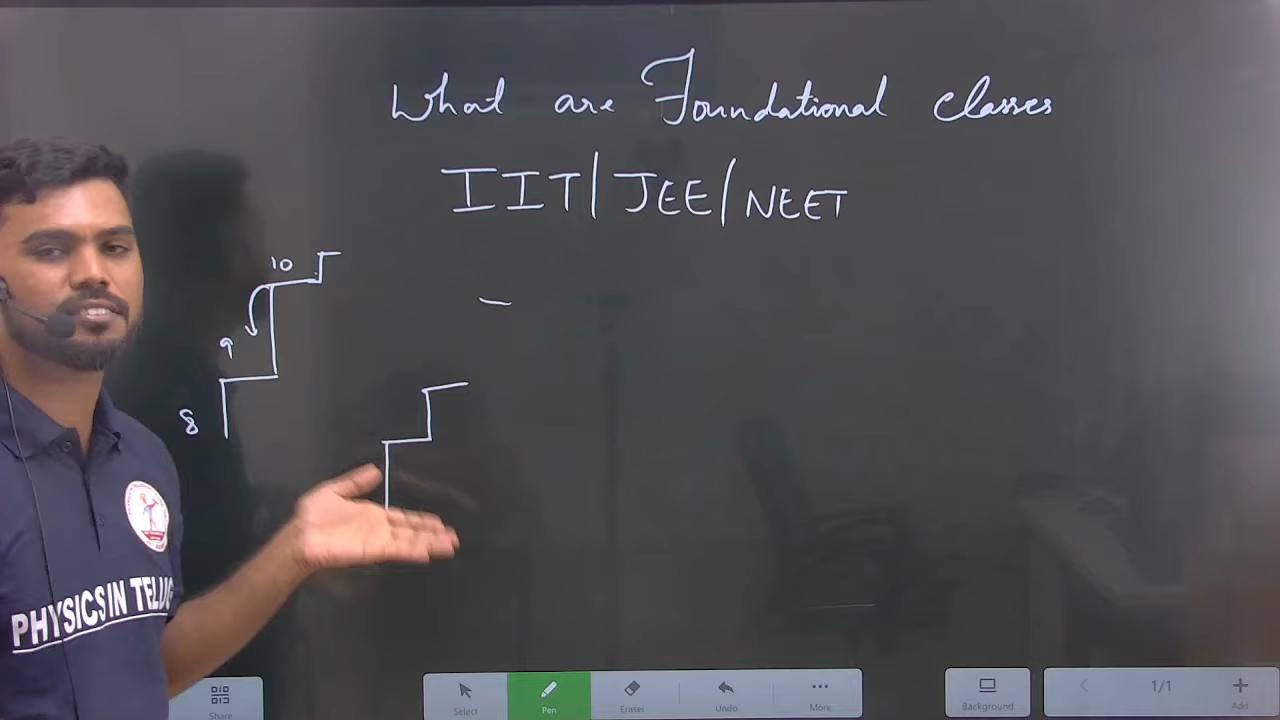 What are Foundational classes
IIT/JEE/NEET
10
9
8
PHYSICS IN TELUG
Share
Select
Pen
Eraser
Undo
More
Background
1/1
Add